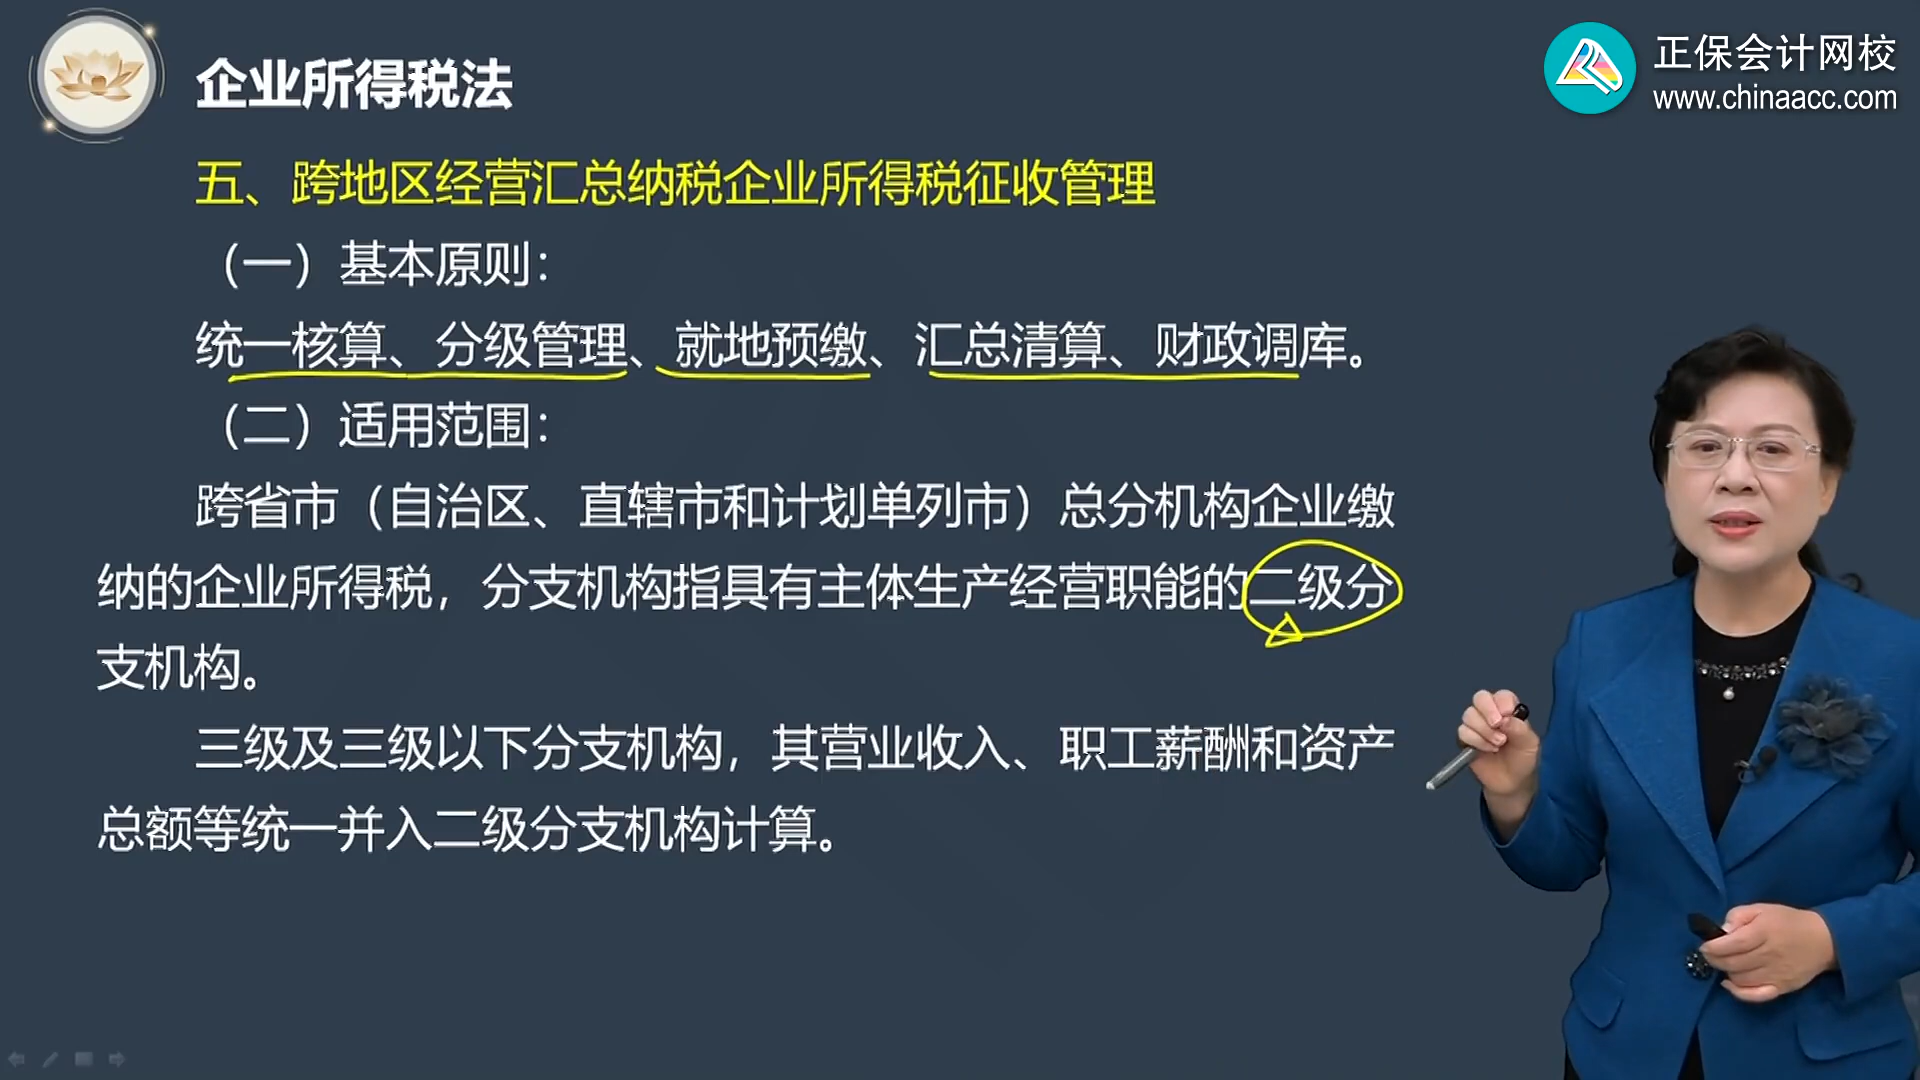 企业所得税法
正保会计网校
www.chinaacc.com
五、跨地区经营汇总纳税企业所得税征收管理
（一）基本原则：
统一核算、分级管理、就地预缴、汇总清算、财政调库。
（二）适用范围：
跨省市（自治区、直辖市和计划单列市）总分机构企业缴
纳的企业所得税，分支机构指具有主体生产经营职能的二级分
支机构。
三级及三级以下分支机构，其营业收入、职工薪酬和资产
总额等统一并入二级分支机构计算。